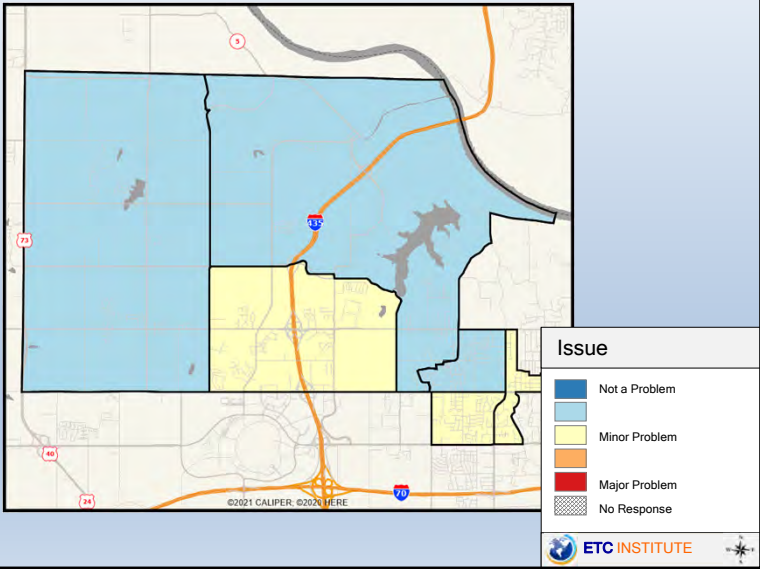 5
435
73
Issue
Not a Problem
Minor Problem
Major Problem
No Response
40
24
70
©2021 CALIPER; ©2020 HERE
ETC INSTITUTE